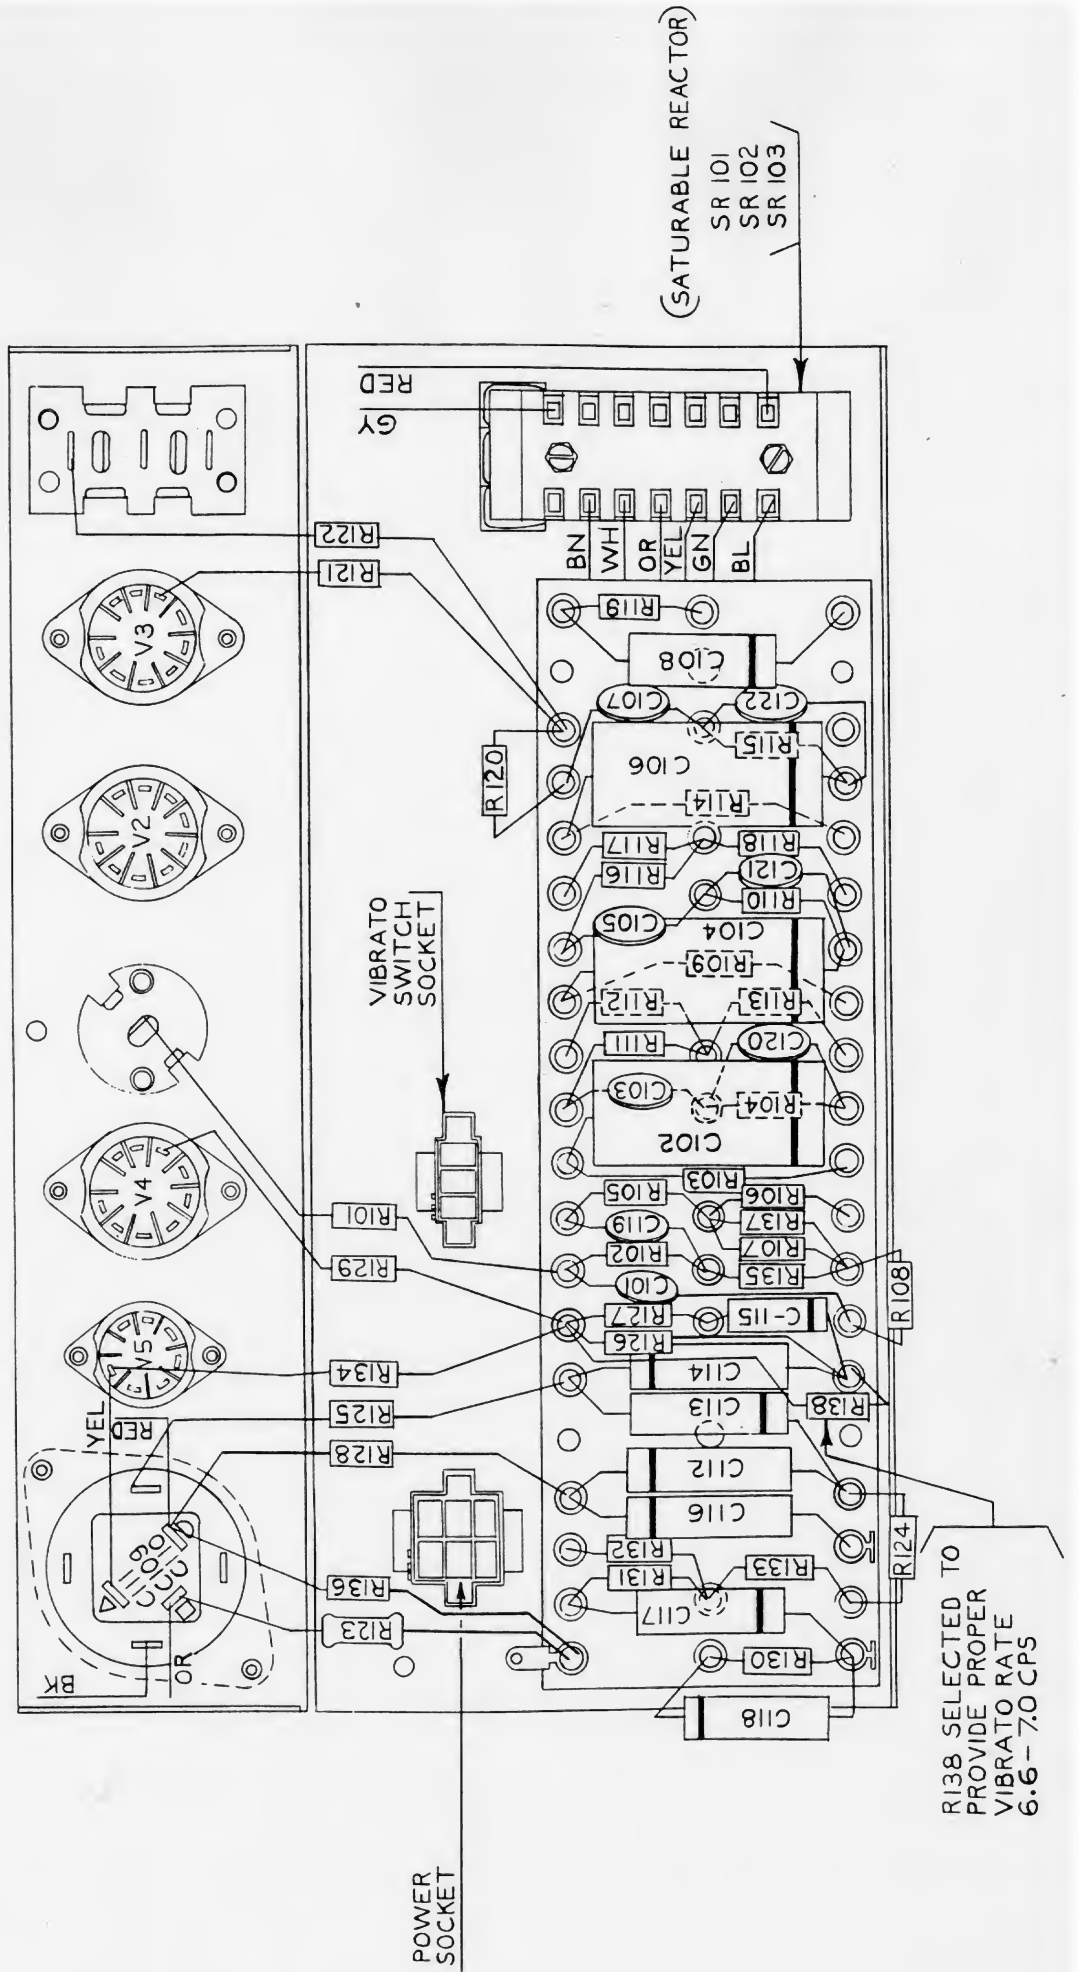 (SATURABLE REACTOR)
SR 101
SR 102
SR 103
RED
GY
R122
R121
V3
BN
WH
OR
YEL
GN
BL
R119
C108
C107
C122
R120
R115
C106
R114
V2
R117
R118
R116
C121
R110
C105
C104
R109
R112
R113
R111
C120
C103
R104
C102
R103
VIBRATO
SWITCH
SOCKET
V4
R101
R129
R105
R106
C119
R137
R102
R107
C101
R135
R108
R127
C-115
R126
V5
R134
C114
R125
C113
R138
R128
C112
C116
YEL
RED
C110
C109
C111
R132
R124
R136
R131
R133
R123
C117
BK
OR
R130
C118
POWER
SOCKET
R138 SELECTED TO
PROVIDE PROPER
VIBRATO RATE
6.6-7.0 CPS